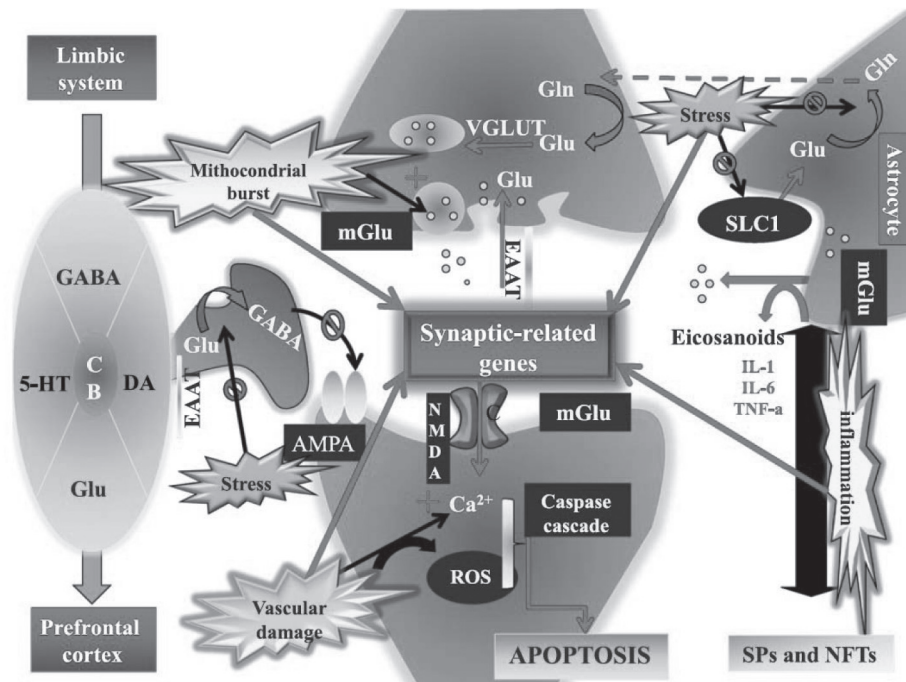 Limbic
system
GABA
5-HT
C
B
DA
Glu
Prefrontal
cortex
Mithocondrial
burst
VGLUT
Gln
Glu
Glu
mGlu
EAAT
Stress
Gln
Glu
Astrocyte
SLC1
mGlu
Eicosanoids
IL-1
IL-6
TNF-a
inflammation
SPs and NFTs
Glu
GABA
EAAT
Stress
AMPA
Synaptic-related
genes
NMDA
mGlu
Ca²⁺
Caspase
cascade
ROS
Vascular
damage
APOPTOSIS